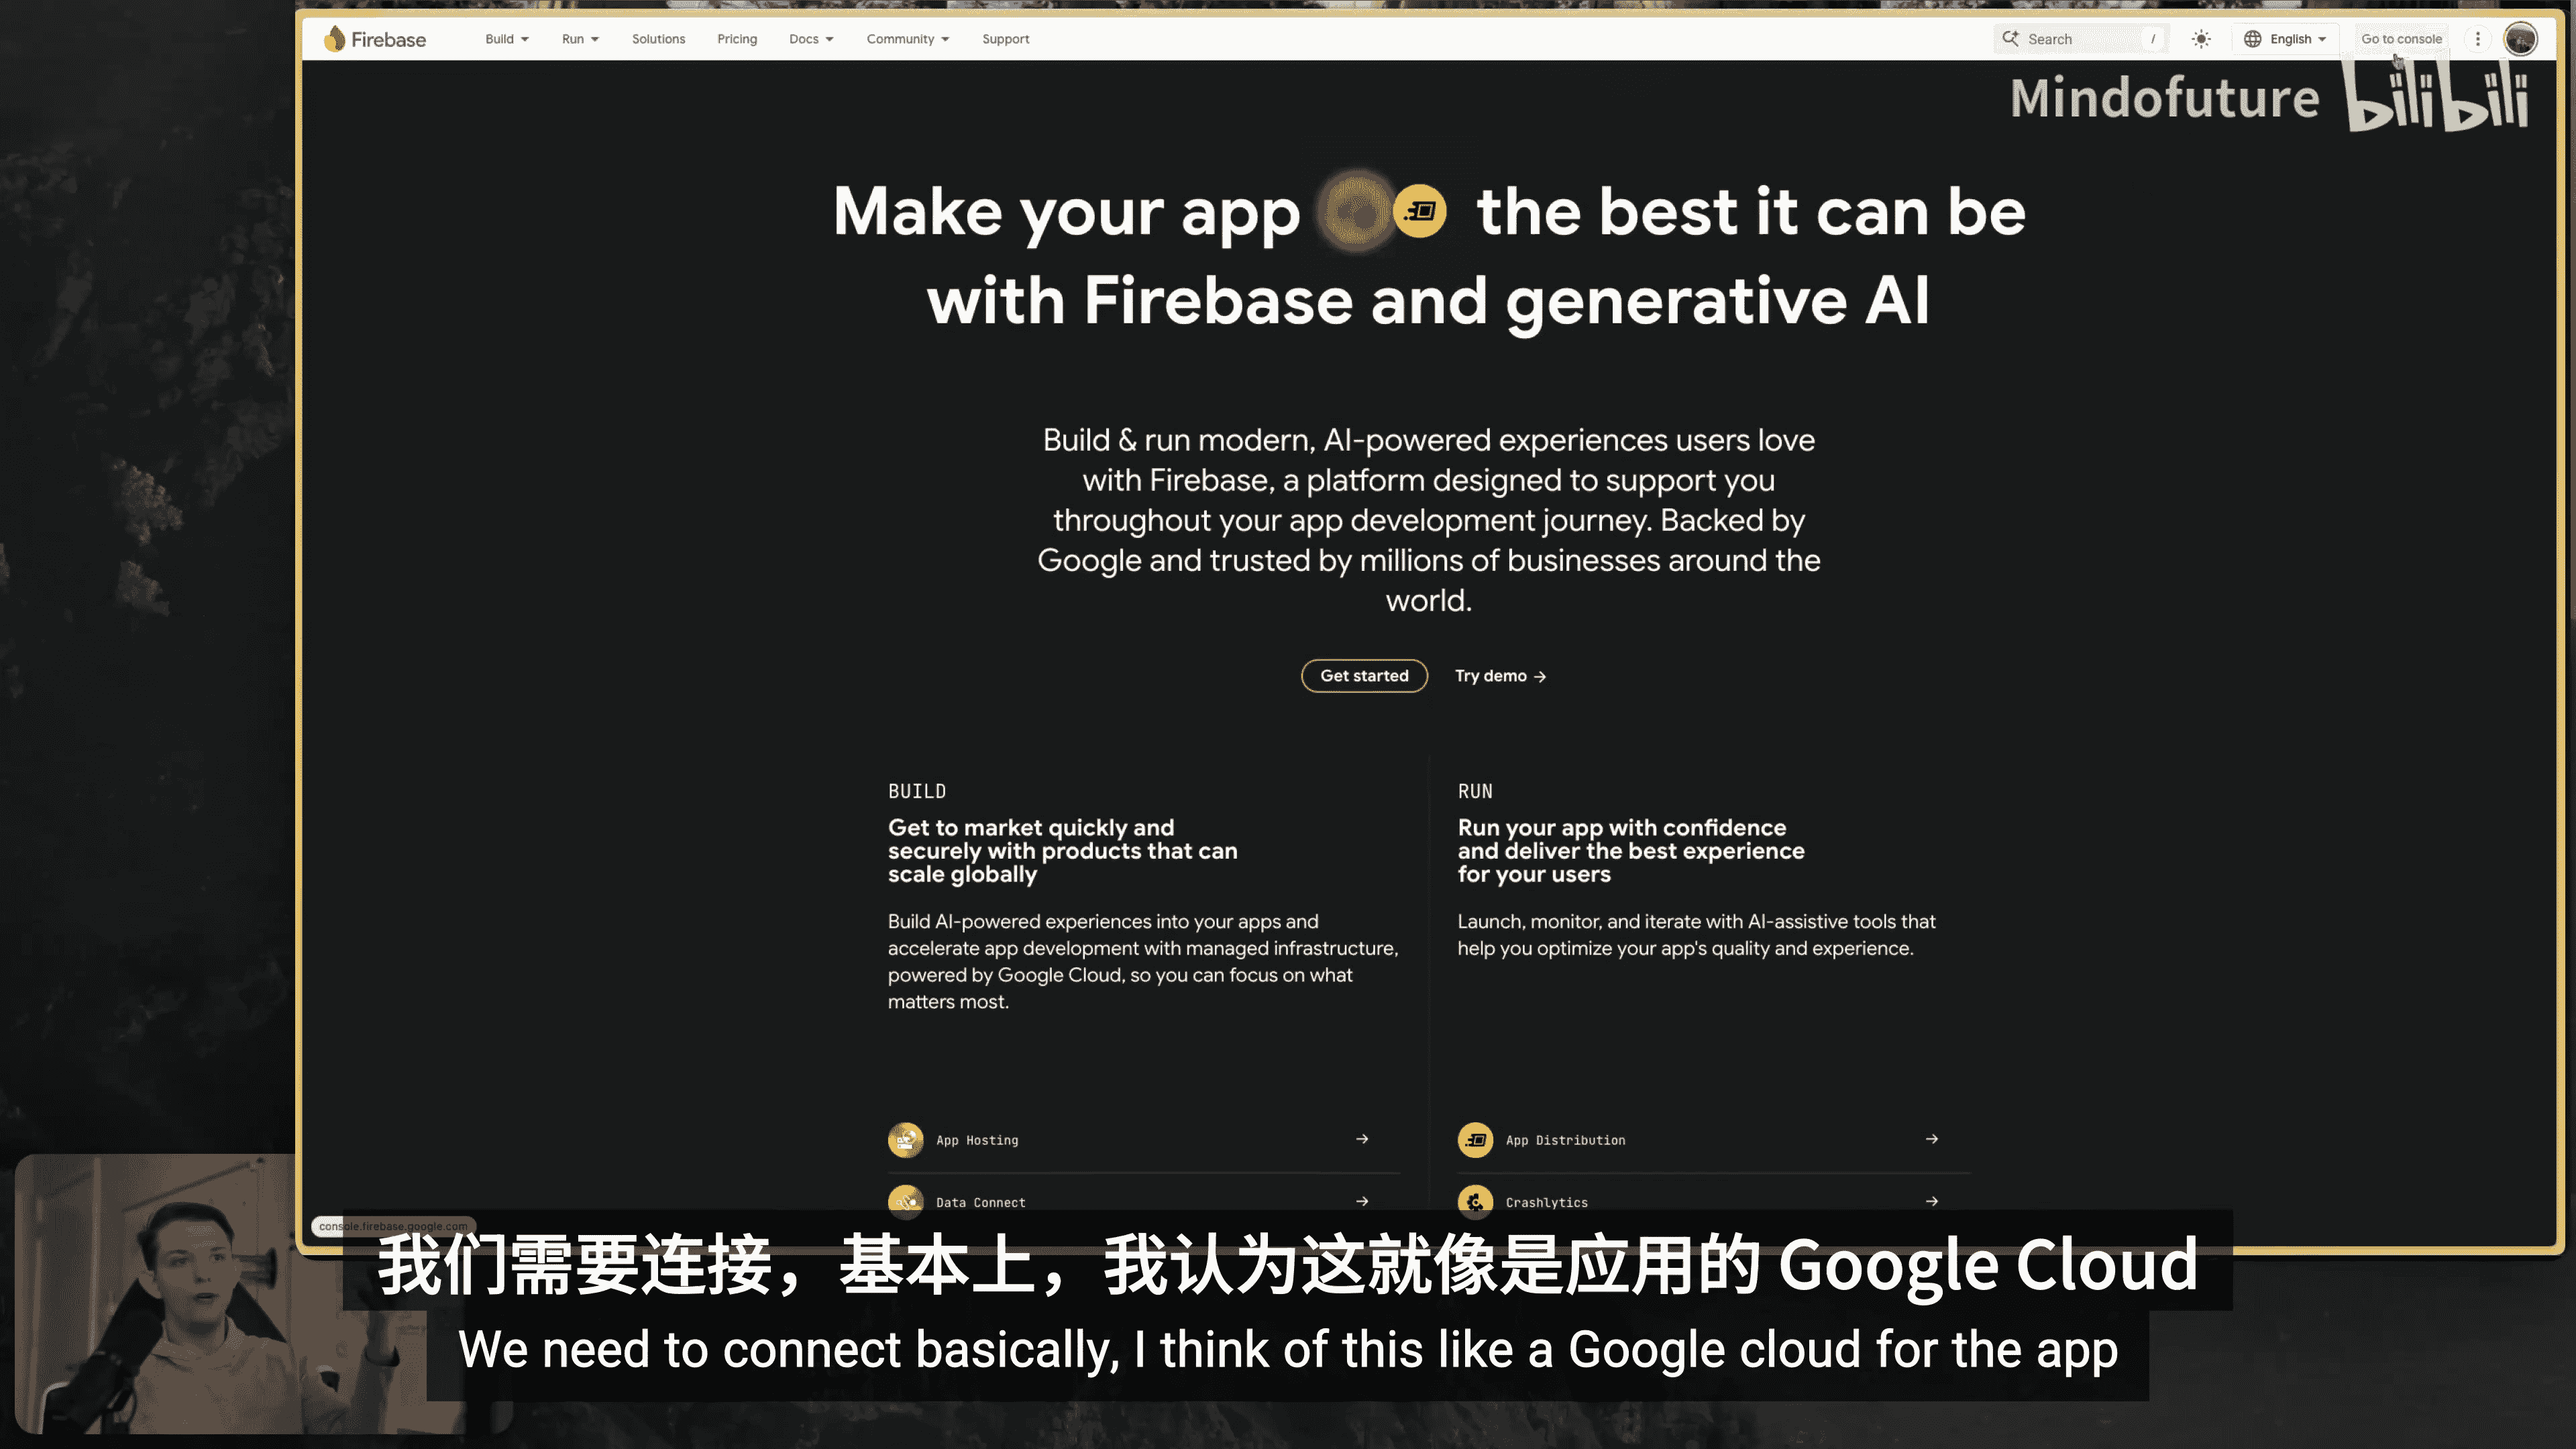 Firebase
Build
Run
Solutions
Pricing
Docs
Community
Support
Search
/
English
Go to console
Mindofuture bilibili
Make your app the best it can be
with Firebase and generative AI
Build & run modern, AI-powered experiences users love
with Firebase, a platform designed to support you
throughout your app development journey. Backed by
Google and trusted by millions of businesses around the
world.
Get started
Try demo →
BUILD
Get to market quickly and
securely with products that can
scale globally
Build AI-powered experiences into your apps and
accelerate app development with managed infrastructure,
powered by Google Cloud, so you can focus on what
matters most.
App Hosting →
Data Connect →
RUN
Run your app with confidence
and deliver the best experience
for your users
Launch, monitor, and iterate with AI-assistive tools that
help you optimize your app's quality and experience.
App Distribution →
Crashlytics →
console.firebase.google.com
我们需要连接，基本上，我认为这就像是应用的 Google Cloud
We need to connect basically, I think of this like a Google cloud for the app